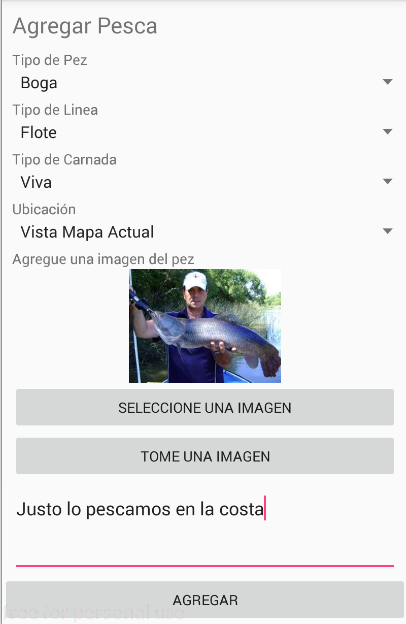 Agregar Pesca
Tipo de Pez
Boga
Tipo de Linea
Flote
Tipo de Carnada
Viva
Ubicación
Vista Mapa Actual
Agregue una imagen del pez
SELECCIONE UNA IMAGEN
TOME UNA IMAGEN
Justo lo pescamos en la costa
AGREGAR
free for personal use